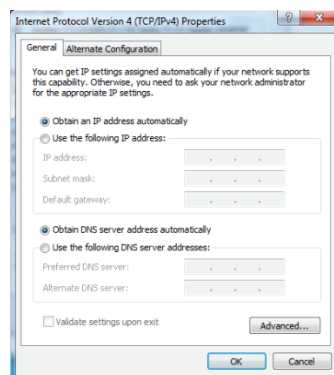 Internet Protocol Version 4 (TCP/IPv4) Properties
General
Alternate Configuration
You can get IP settings assigned automatically if your network supports
this capability. Otherwise, you need to ask your network administrator
for the appropriate IP settings.
Obtain an IP address automatically
Use the following IP address:
IP address:
Subnet mask:
Default gateway:
Obtain DNS server address automatically
Use the following DNS server addresses:
Preferred DNS server:
Alternate DNS server:
Validate settings upon exit
Advanced...
OK
Cancel